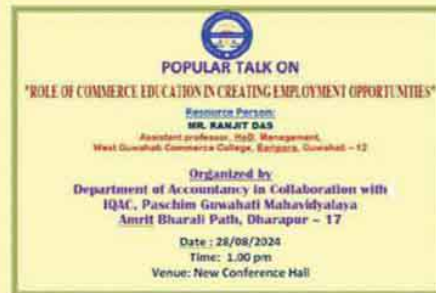 POPULAR TALK ON
"ROLE OF COMMERCE EDUCATION IN CREATING EMPLOYMENT OPPORTUNITIES"
Resource Person:
MR. RANJIT DAS
Assistant professor, HoD, Management,
West Guwahati Commerce College, Guwahati – 12
Organized by
Department of Accountancy in Collaboration with
IQAC, Paschim Guwahati Mahavidyalaya
Amrit Bharali Path, Dharapur – 17
Date : 28/08/2024
Time: 1.00 pm
Venue: New Conference Hall